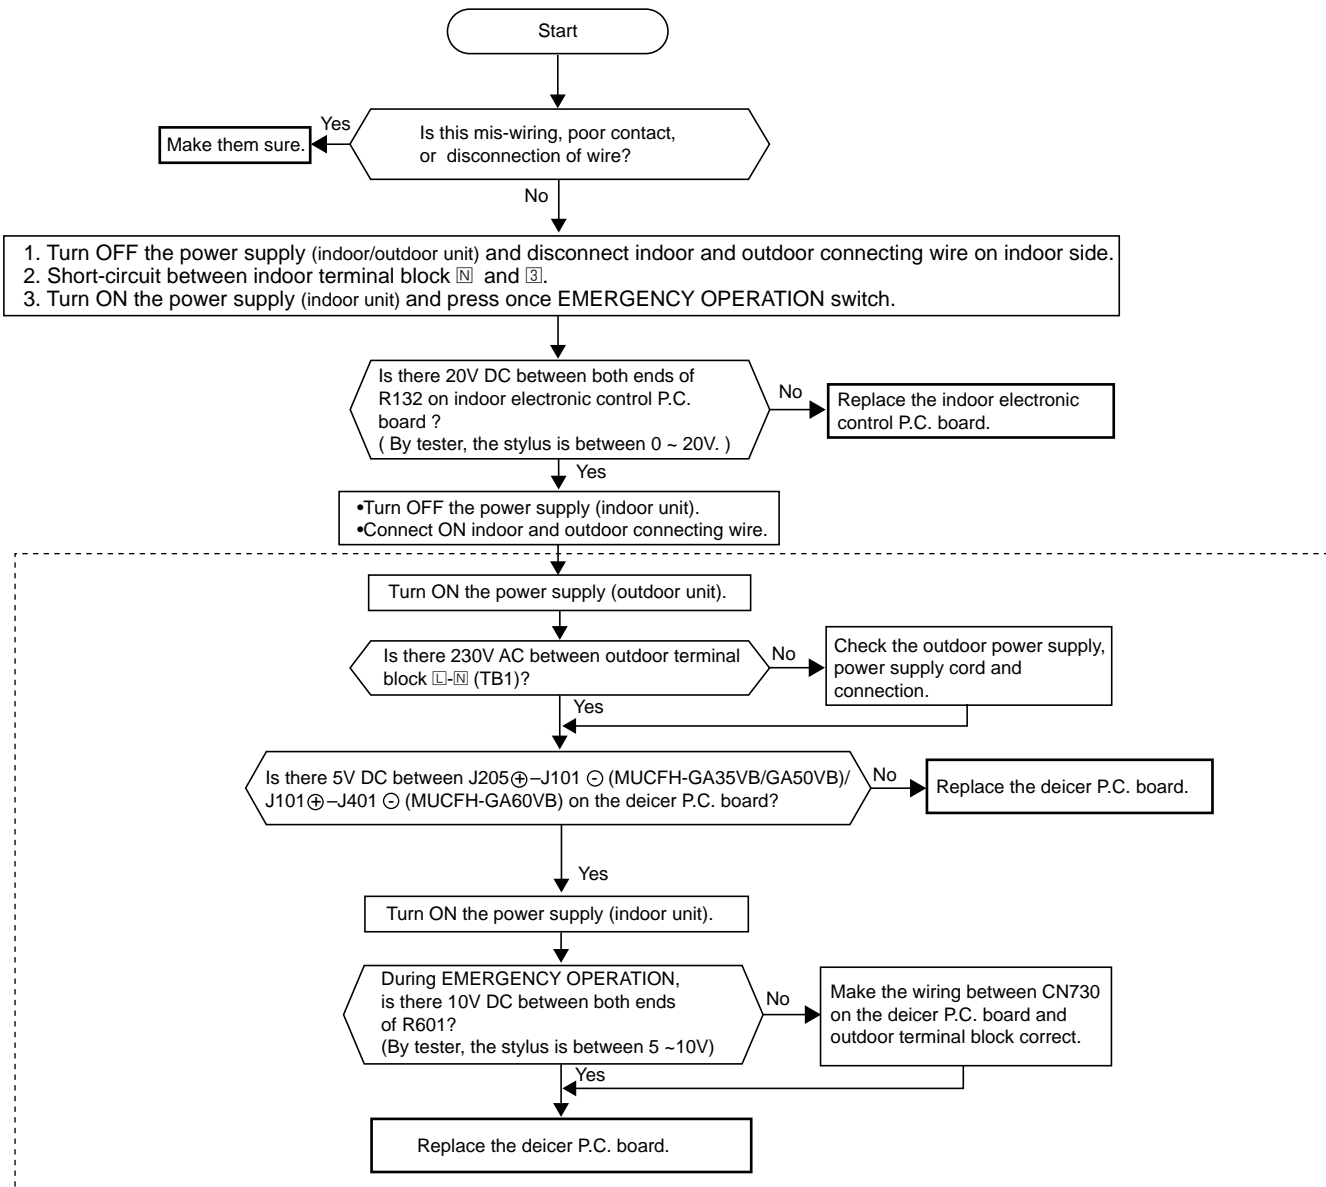 Start
Is this mis-wiring, poor contact,
or disconnection of wire?
Yes
Make them sure.
No
1. Turn OFF the power supply (indoor/outdoor unit) and disconnect indoor and outdoor connecting wire on indoor side.
2. Short-circuit between indoor terminal block N and 3.
3. Turn ON the power supply (indoor unit) and press once EMERGENCY OPERATION switch.
Is there 20V DC between both ends of
R132 on indoor electronic control P.C.
board ?
( By tester, the stylus is between 0 ~ 20V. )
No
Replace the indoor electronic
control P.C. board.
Yes
•Turn OFF the power supply (indoor unit).
•Connect ON indoor and outdoor connecting wire.
Turn ON the power supply (outdoor unit).
Is there 230V AC between outdoor terminal
block L-N (TB1)?
No
Check the outdoor power supply,
power supply cord and
connection.
Yes
Is there 5V DC between J205⊕–J101 ⊖ (MUCFH-GA35VB/GA50VB)/
J101⊕–J401 ⊖ (MUCFH-GA60VB) on the deicer P.C. board?
No
Replace the deicer P.C. board.
Yes
Turn ON the power supply (indoor unit).
During EMERGENCY OPERATION,
is there 10V DC between both ends
of R601?
(By tester, the stylus is between 5 ~10V)
No
Make the wiring between CN730
on the deicer P.C. board and
outdoor terminal block correct.
Yes
Replace the deicer P.C. board.